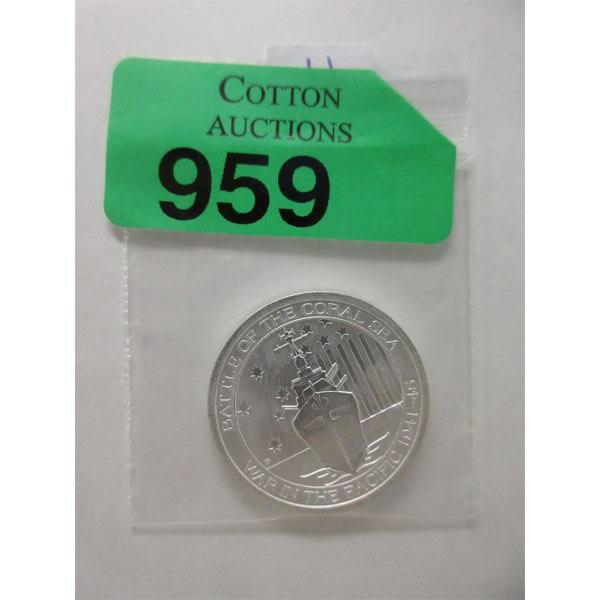 COTTON
AUCTIONS
959
BATTLE OF THE CORAL SEA
WAR IN THE PACIFIC 1941-45